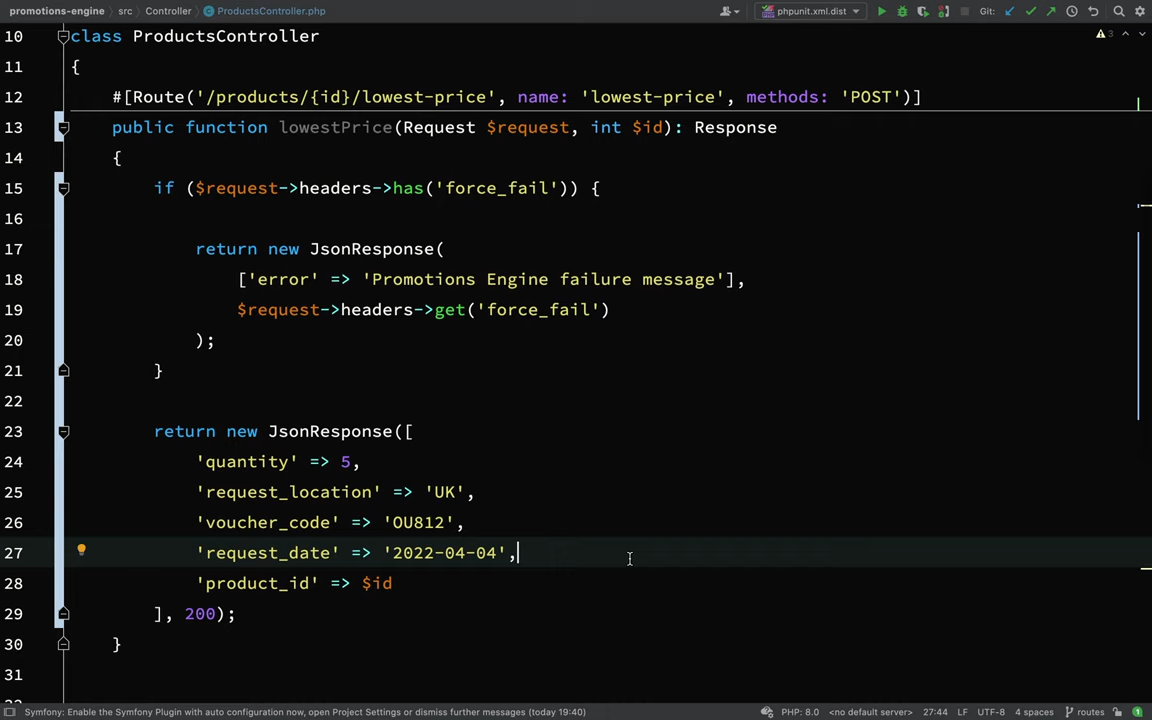 promotions-engine src Controller ProductsController.php phpunit.xml.dist Git:
10 class ProductsController 3
11 {
12 #[Route('/products/{id}/lowest-price', name: 'lowest-price', methods: 'POST')]
13 public function lowestPrice(Request $request, int $id): Response
14 {
15 if ($request->headers->has('force_fail')) {
16
17 return new JsonResponse(
18 ['error' => 'Promotions Engine failure message'],
19 $request->headers->get('force_fail')
20 );
21 }
22
23 return new JsonResponse([
24 'quantity' => 5,
25 'request_location' => 'UK',
26 'voucher_code' => 'OU812',
27 'request_date' => '2022-04-04',
28 'product_id' => $id
29 ], 200);
30 }
31
Symfony: Enable the Symfony Plugin with auto configuration now, open Project Settings or dismiss further messages (today 19:40) PHP: 8.0 <no default server> 27:44 LF UTF-8 4 spaces routes 1